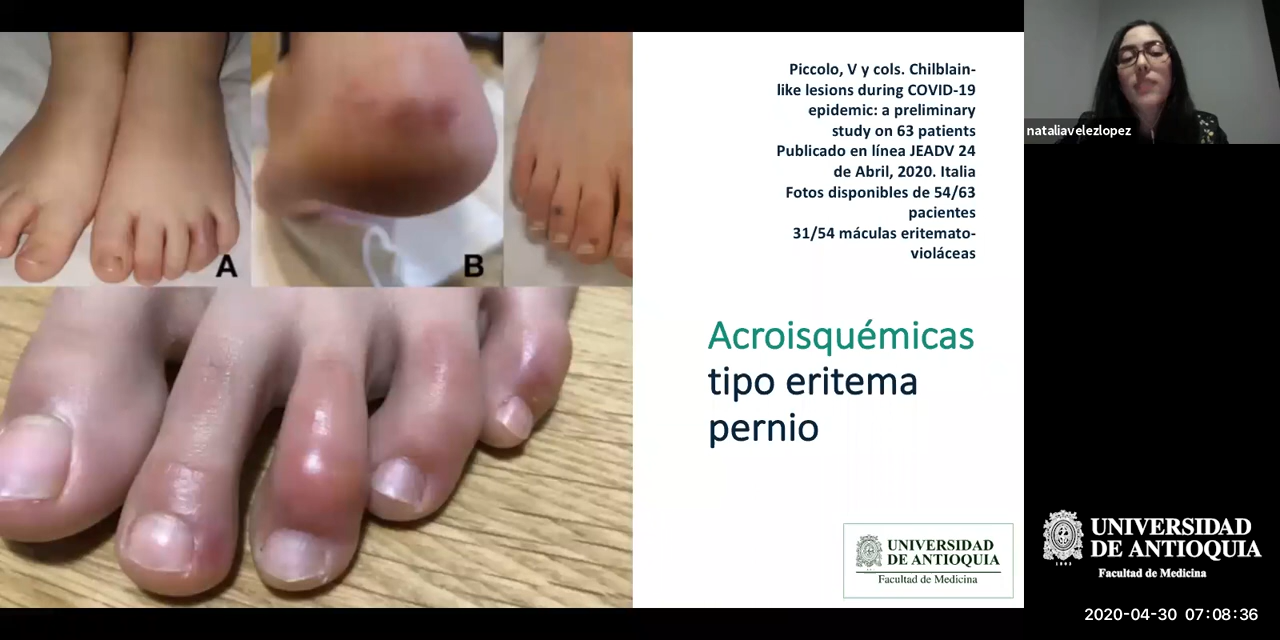 A
B
Piccolo, V y cols. Chilblain-
like lesions during COVID-19
epidemic: a preliminary
study on 63 patients
Publicado en línea JEADV 24
de Abril, 2020. Italia
Fotos disponibles de 54/63
pacientes
31/54 máculas eritemato-
violáceas
Acroisquémicas
tipo eritema
pernio
UNIVERSIDAD
DE ANTIOQUIA
Facultad de Medicina
nataliavelezlopez
UNIVERSIDAD
DE ANTIOQUIA
1803
Facultad de Medicina
2020-04-30 07:08:36